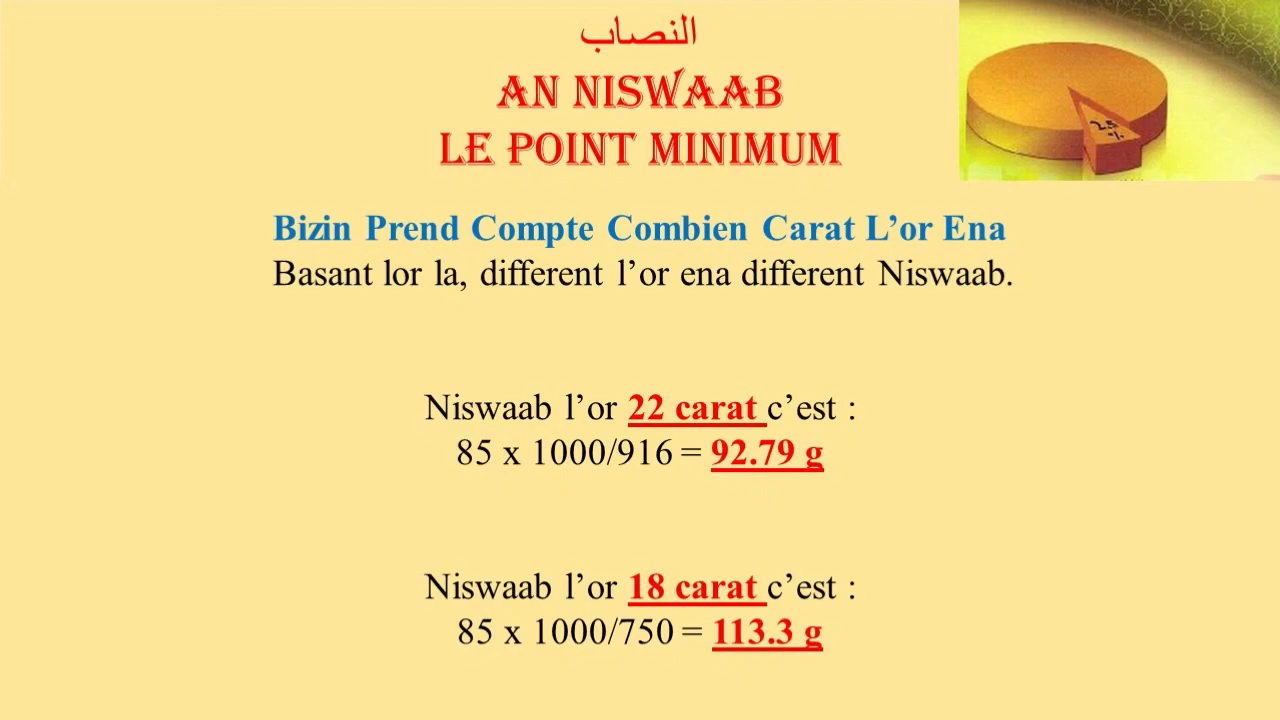 النصاب
AN NISWAAB
LE POINT MINIMUM
2.5
%
Bizin Prend Compte Combien Carat L’or Ena
Basant lor la, different l’or ena different Niswaab.
Niswaab l’or 22 carat c’est :
85 x 1000/916 = 92.79 g
Niswaab l’or 18 carat c’est :
85 x 1000/750 = 113.3 g